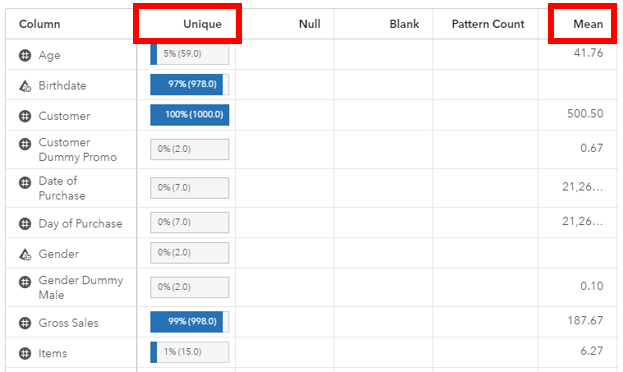 Column Unique Null Blank Pattern Count Mean
Age 5% (59.0) 41.76
Birthdate 97% (978.0)
Customer 100% (1000.0) 500.50
Customer
Dummy Promo 0% (2.0) 0.67
Date of
Purchase 0% (7.0) 21,26...
Day of Purchase 0% (7.0) 21,26...
Gender 0% (2.0)
Gender Dummy
Male 0% (2.0) 0.10
Gross Sales 99% (998.0) 187.67
Items 1% (15.0) 6.27